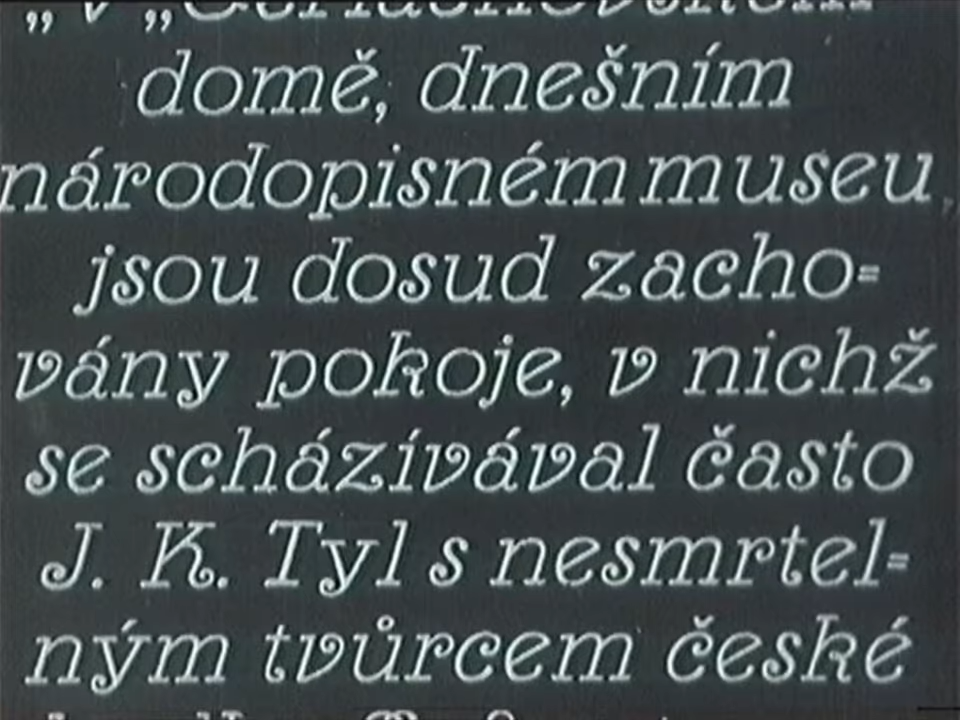 domě, dnešním
národopisném museu,
jsou dosud zacho=
vány pokoje, v nichž
se scházívával často
J. K. Tyl s nesmrtel=
ným tvůrcem české